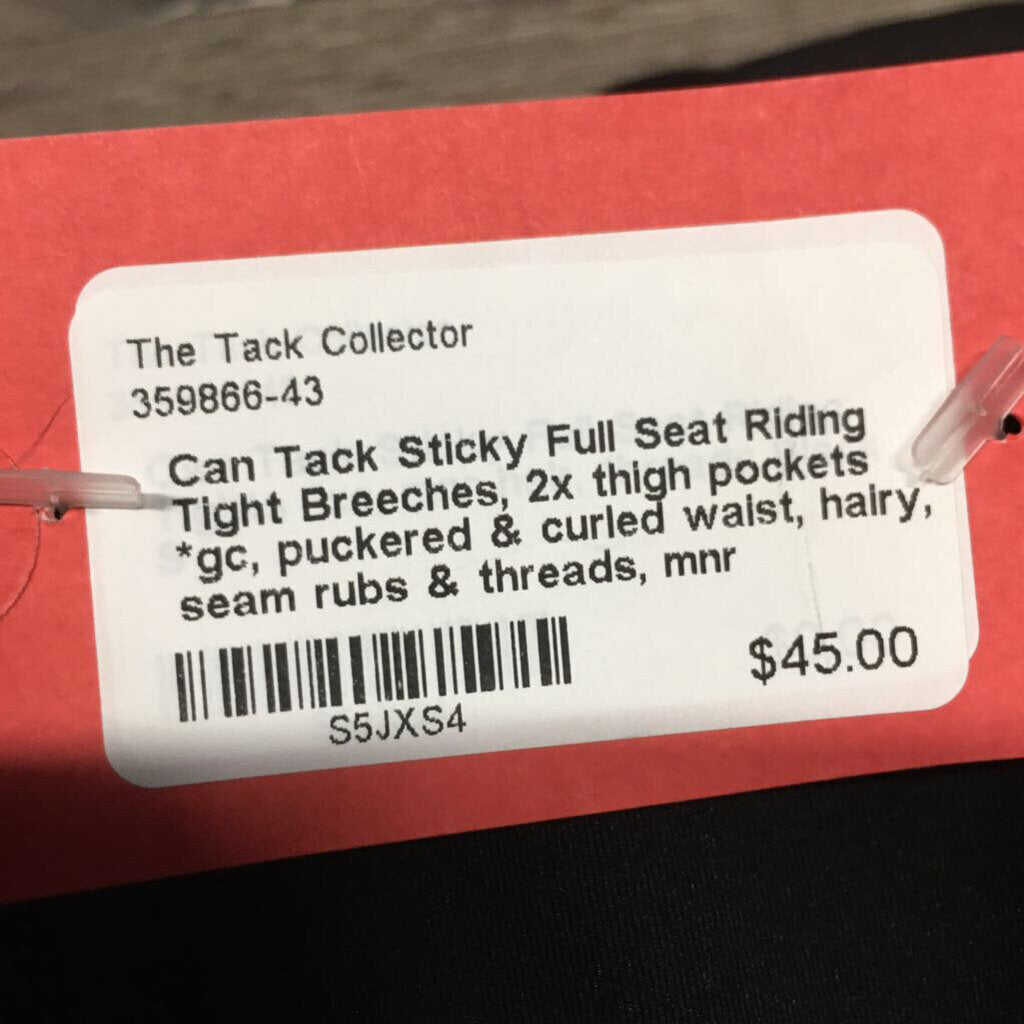 The Tack Collector
359866-43
Can Tack Sticky Full Seat Riding
Tight Breeches, 2x thigh pockets
*gc, puckered & curled waist, hairy,
seam rubs & threads, mnr
$45.00
S5JXS4